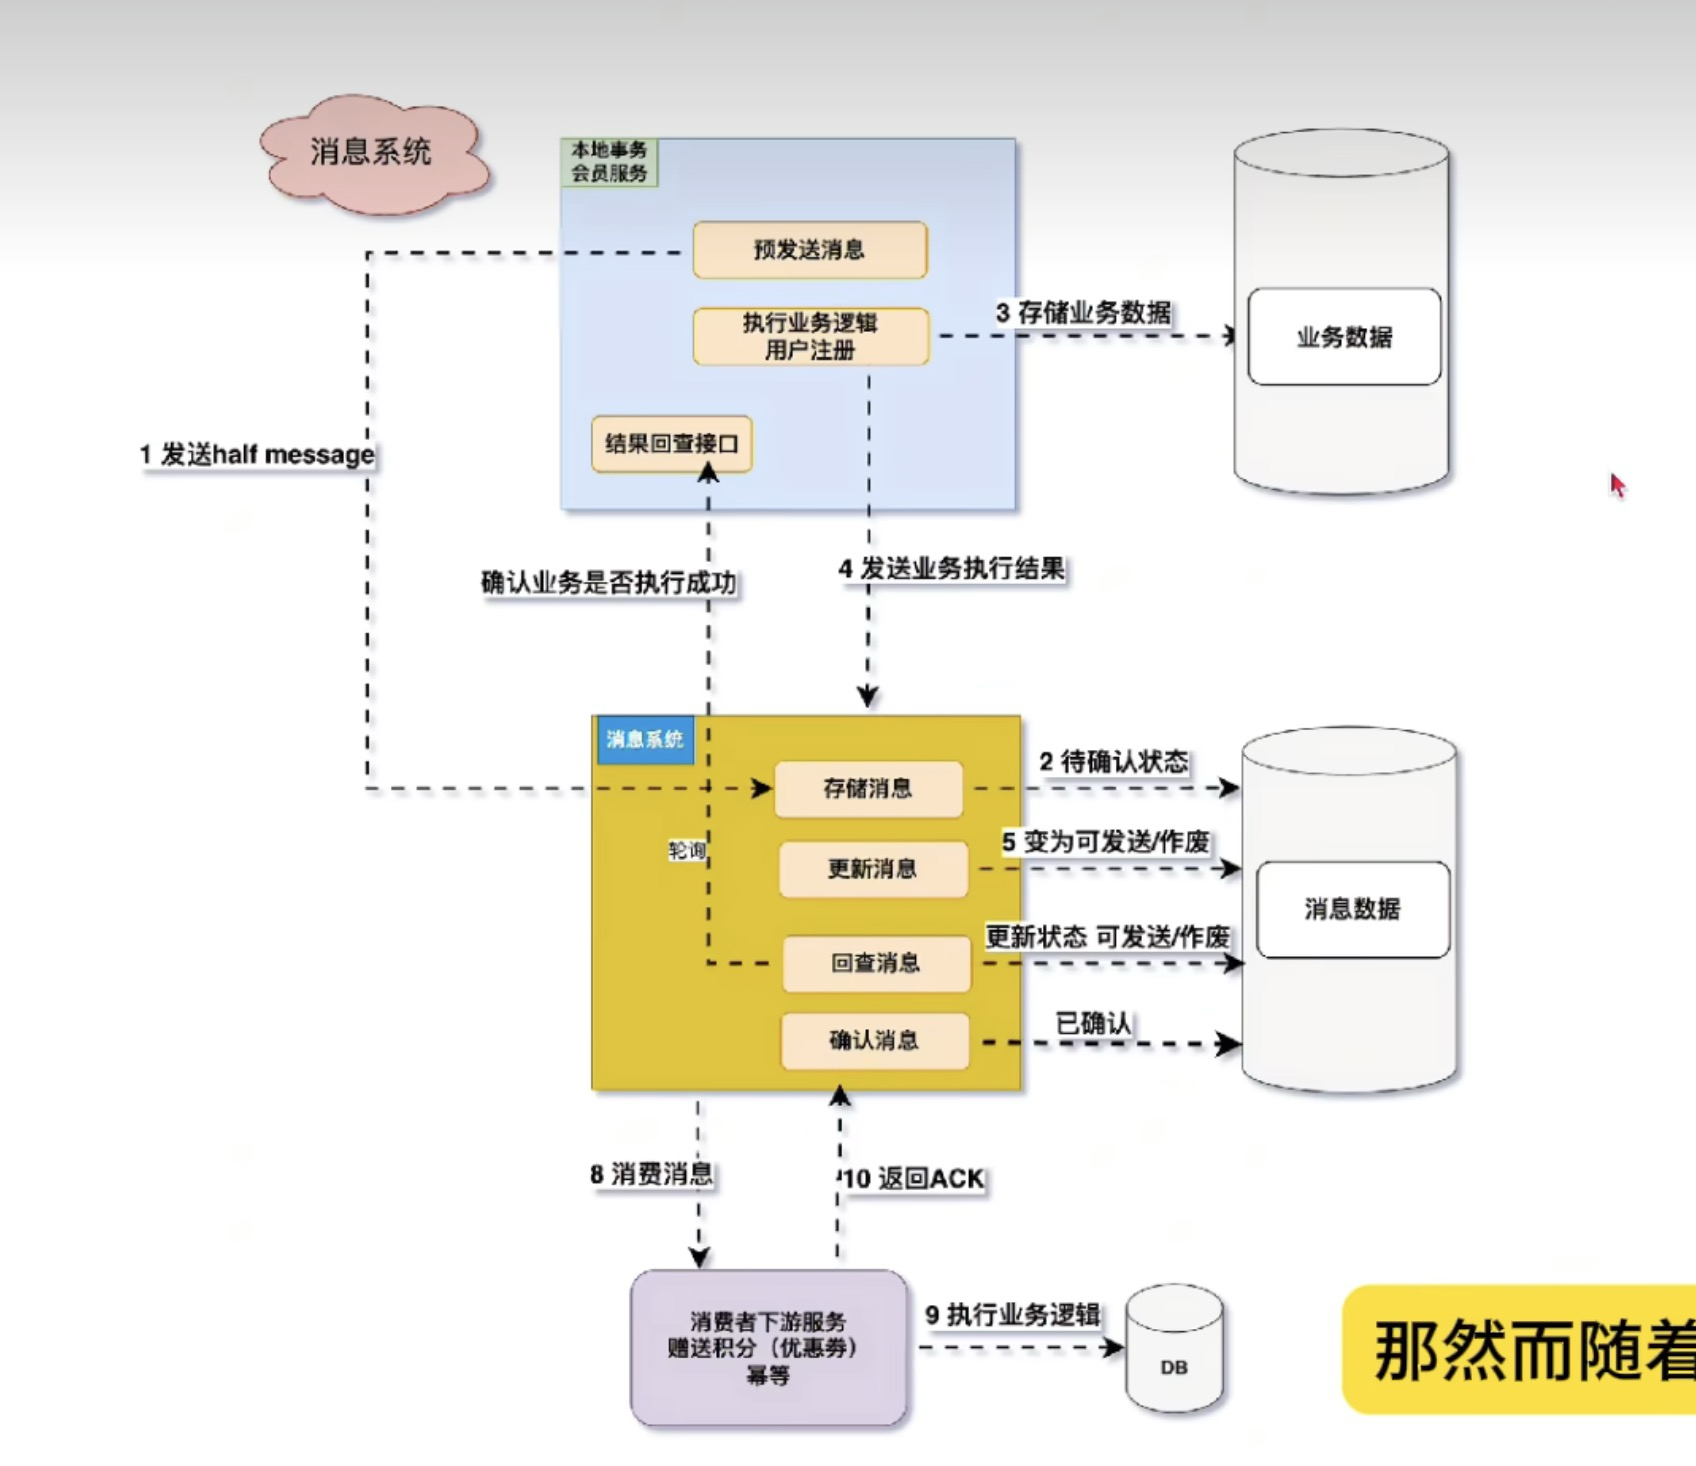 消息系统
本地事务
会员服务
预发送消息
执行业务逻辑
用户注册
3 存储业务数据
业务数据
结果回查接口
1 发送half message
确认业务是否执行成功
4 发送业务执行结果
消息系统
存储消息
2 待确认状态
轮询
更新消息
5 变为可发送/作废
消息数据
回查消息
更新状态 可发送/作废
确认消息
已确认
8 消费消息
10 返回ACK
消费者下游服务
赠送积分（优惠券）
幂等
9 执行业务逻辑
DB
那然而随着